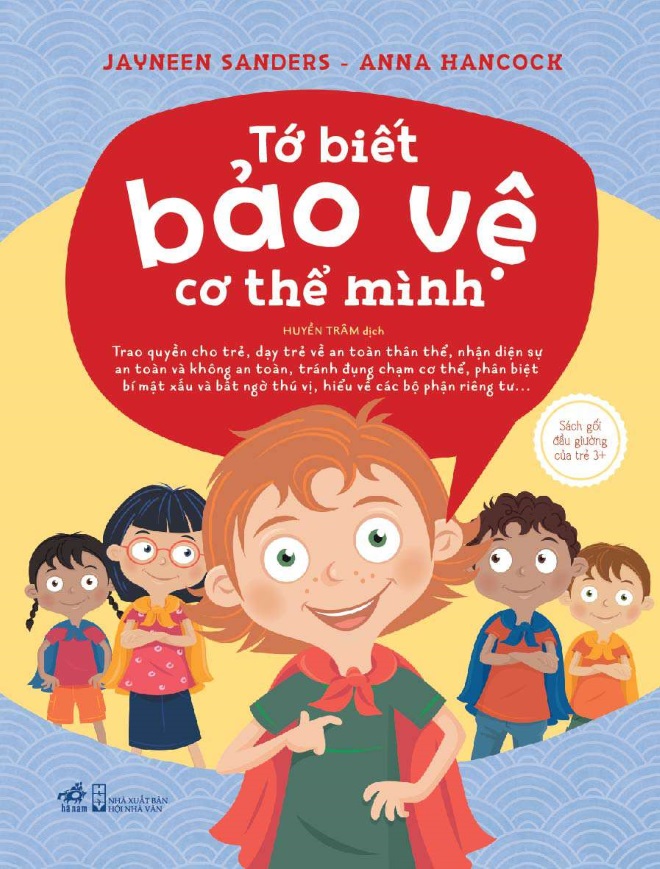 JAYNEEN SANDERS - ANNA HANCOCK
Tớ biết
bảo vệ
cơ thể mình
HUYỀN TRÂM dịch
Trao quyền cho trẻ, dạy trẻ về an toàn thân thể, nhận diện sự
an toàn và không an toàn, tránh đụng chạm cơ thể, phân biệt
bí mật xấu và bất ngờ thú vị, hiểu về các bộ phận riêng tư...
Sách gối
đầu giường
của trẻ 3+
nhã nam
NHÀ XUẤT BẢN
HỘI NHÀ VĂN